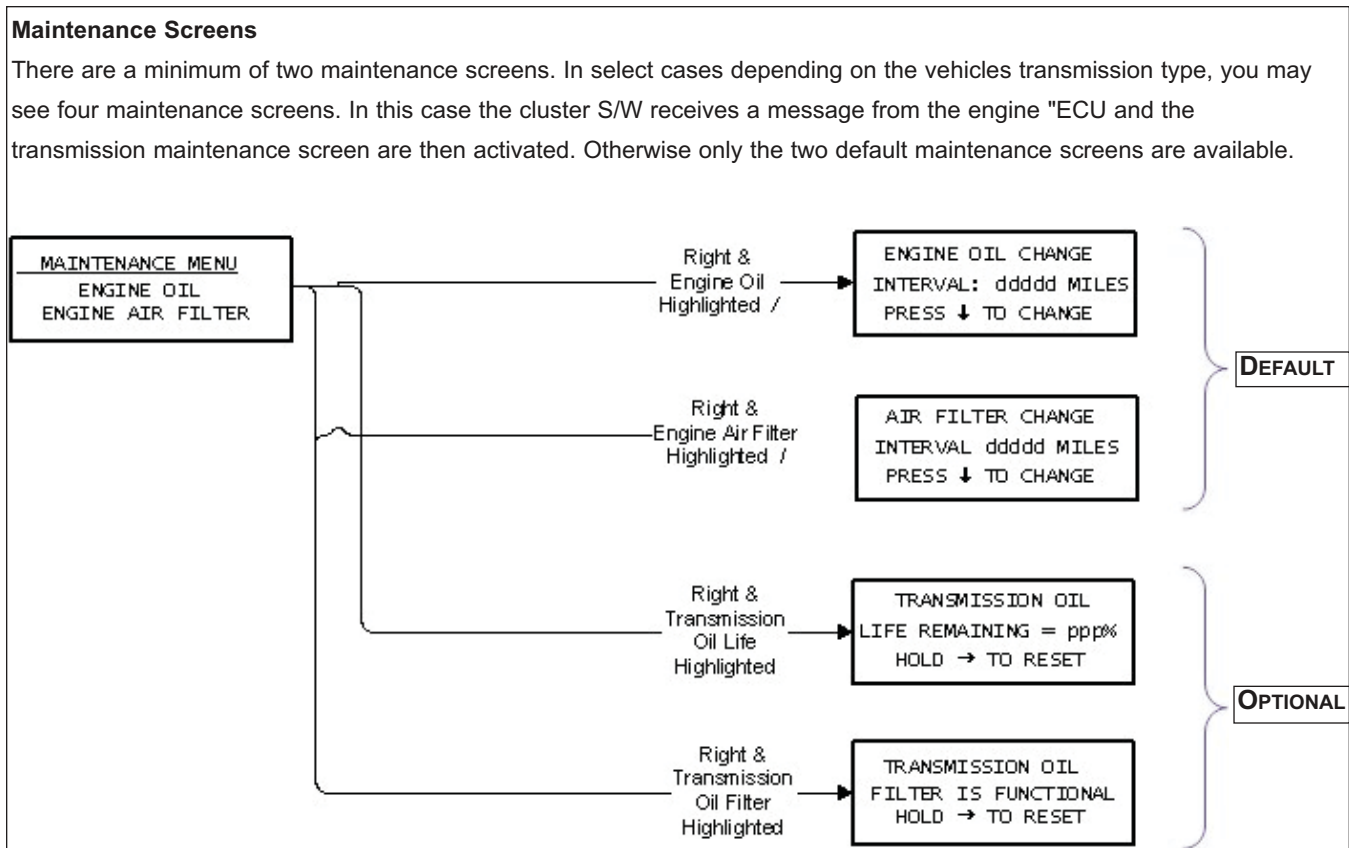 Maintenance Screens
There are a minimum of two maintenance screens. In select cases depending on the vehicles transmission type, you may
see four maintenance screens. In this case the cluster S/W receives a message from the engine "ECU and the
transmission maintenance screen are then activated. Otherwise only the two default maintenance screens are available.
MAINTENANCE MENU
ENGINE OIL
ENGINE AIR FILTER
Right &
Engine Oil
Highlighted /
ENGINE OIL CHANGE
INTERVAL: ddddd MILES
PRESS ↓ TO CHANGE
DEFAULT
Right &
Engine Air Filter
Highlighted /
AIR FILTER CHANGE
INTERVAL ddddd MILES
PRESS ↓ TO CHANGE
Right &
Transmission
Oil Life
Highlighted
TRANSMISSION OIL
LIFE REMAINING = ppp%
HOLD → TO RESET
OPTIONAL
Right &
Transmission
Oil Filter
Highlighted
TRANSMISSION OIL
FILTER IS FUNCTIONAL
HOLD → TO RESET